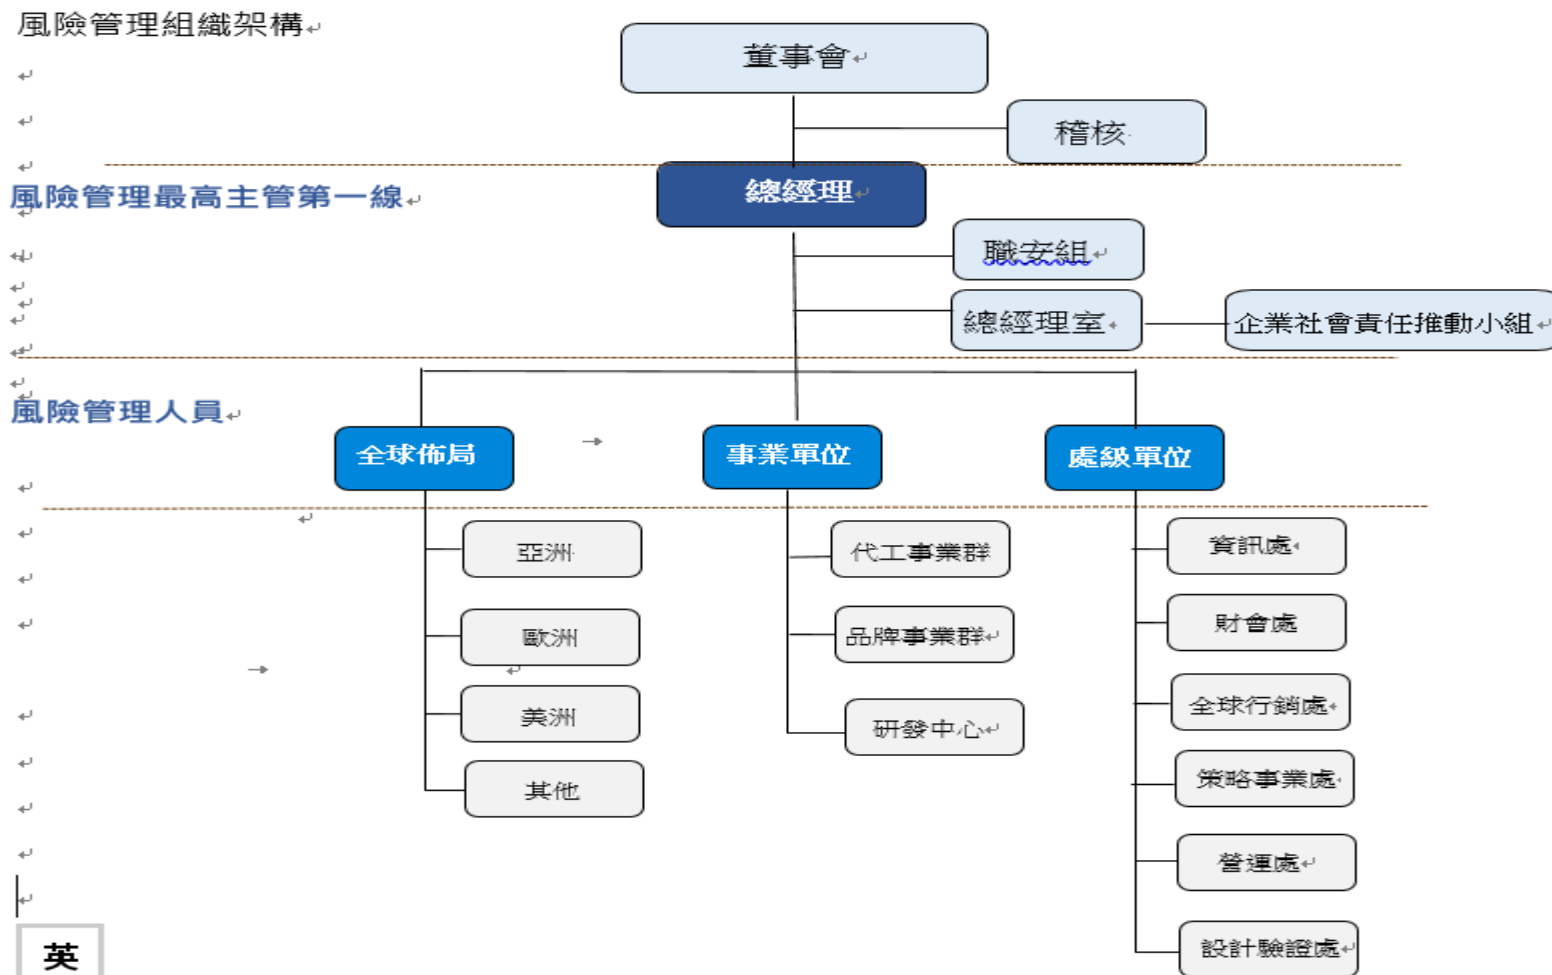 風險管理組織架構
董事會
稽核
風險管理最高主管第一線
總經理
職安組
總經理室
企業社會責任推動小組
風險管理人員
全球佈局
事業單位
處級單位
亞洲
歐洲
美洲
其他
代工事業群
品牌事業群
研發中心
資訊處
財會處
全球行銷處
策略事業處
營運處
設計驗證處
英